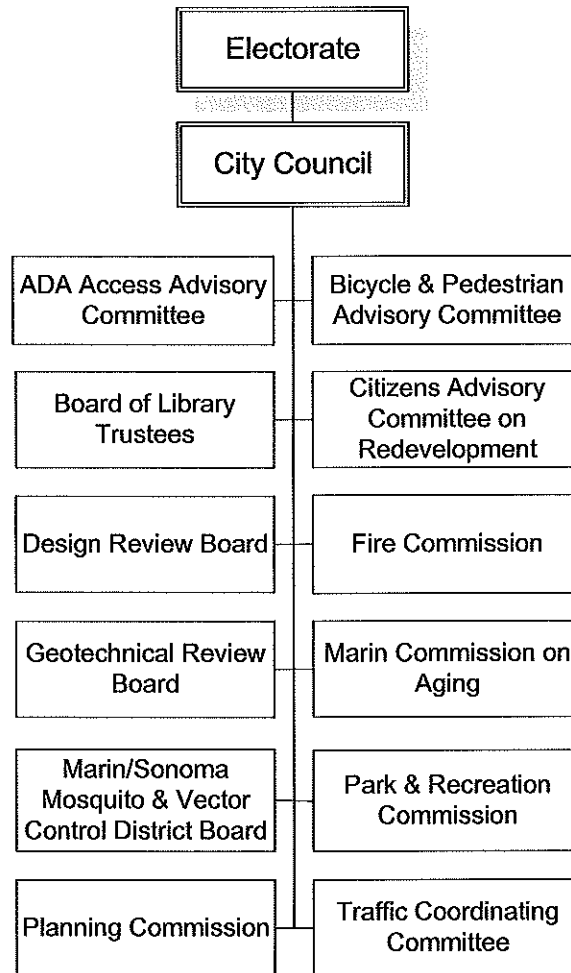 Electorate
City Council
ADA Access Advisory
Committee
Bicycle & Pedestrian
Advisory Committee
Board of Library
Trustees
Citizens Advisory
Committee on
Redevelopment
Design Review Board
Fire Commission
Geotechnical Review
Board
Marin Commission on
Aging
Marin/Sonoma
Mosquito & Vector
Control District Board
Park & Recreation
Commission
Planning Commission
Traffic Coordinating
Committee